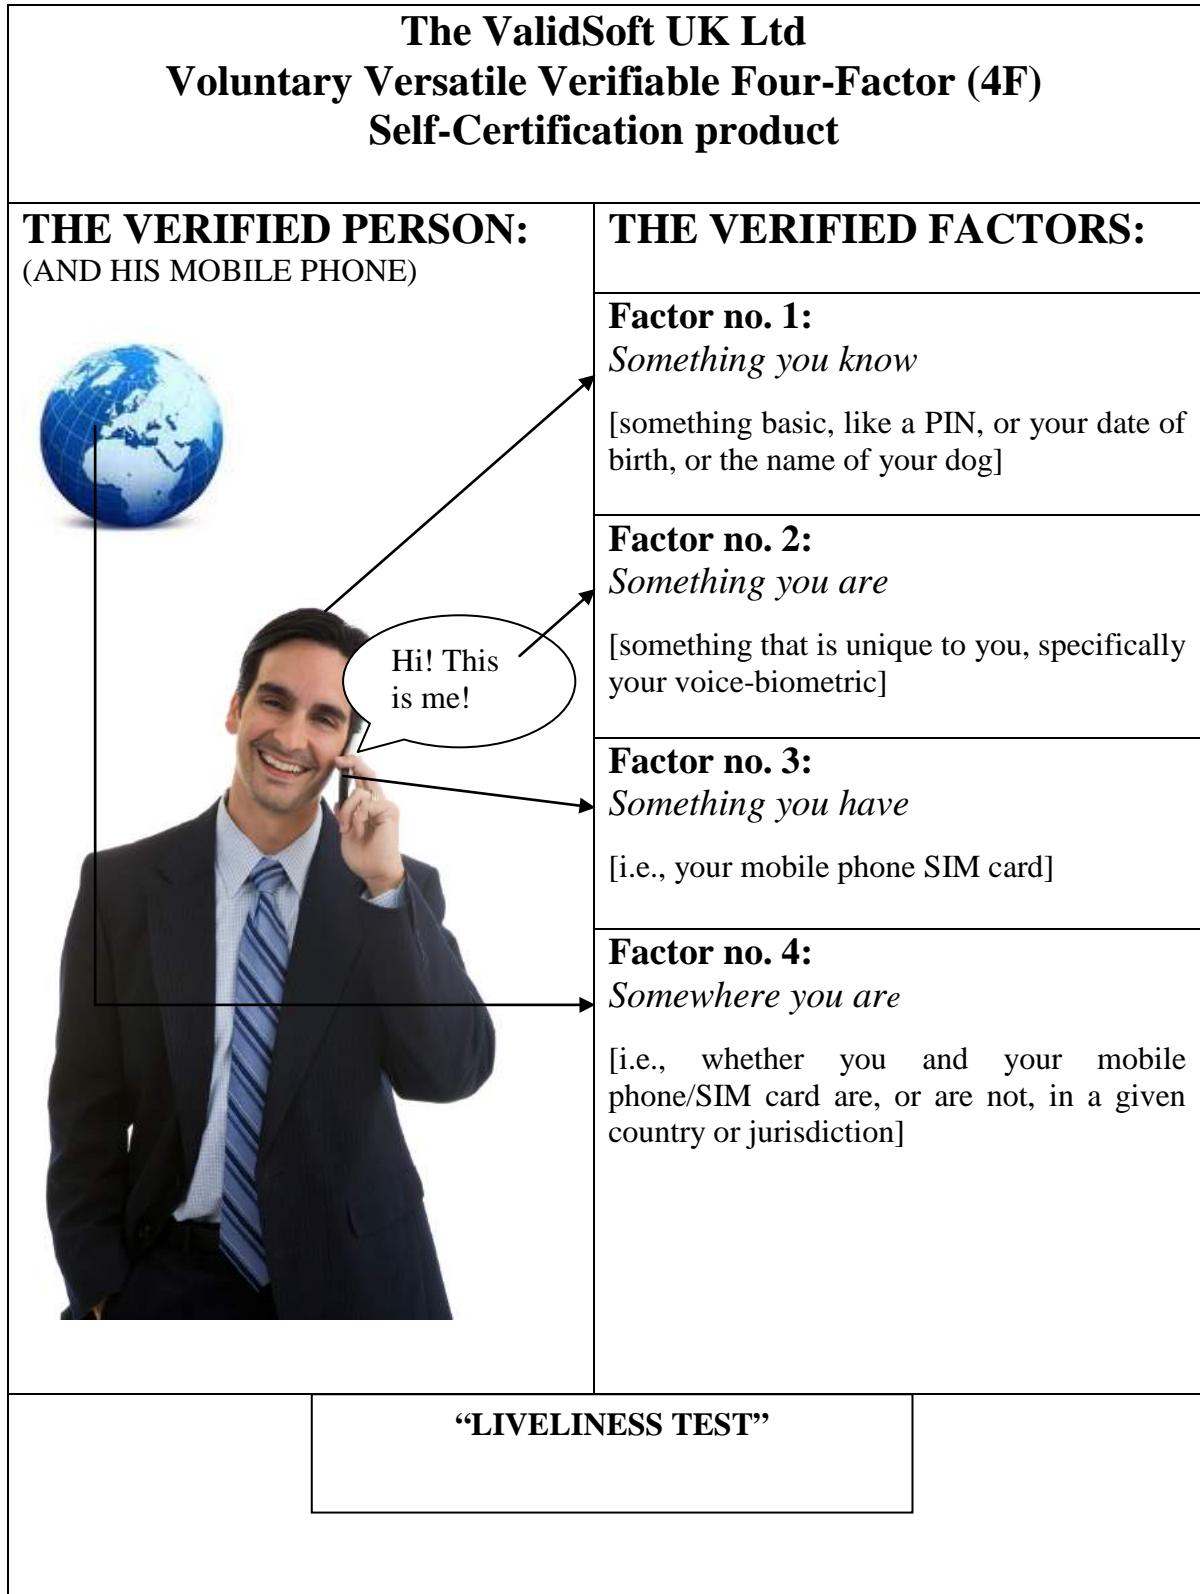 The ValidSoft UK Ltd
Voluntary Versatile Verifiable Four-Factor (4F)
Self-Certification product
THE VERIFIED PERSON:
(AND HIS MOBILE PHONE)
Hi! This
is me!
THE VERIFIED FACTORS:
Factor no. 1:
Something you know
[something basic, like a PIN, or your date of
birth, or the name of your dog]
Factor no. 2:
Something you are
[something that is unique to you, specifically
your voice-biometric]
Factor no. 3:
Something you have
[i.e., your mobile phone SIM card]
Factor no. 4:
Somewhere you are
[i.e., whether you and your mobile
phone/SIM card are, or are not, in a given
country or jurisdiction]
“LIVELINESS TEST”